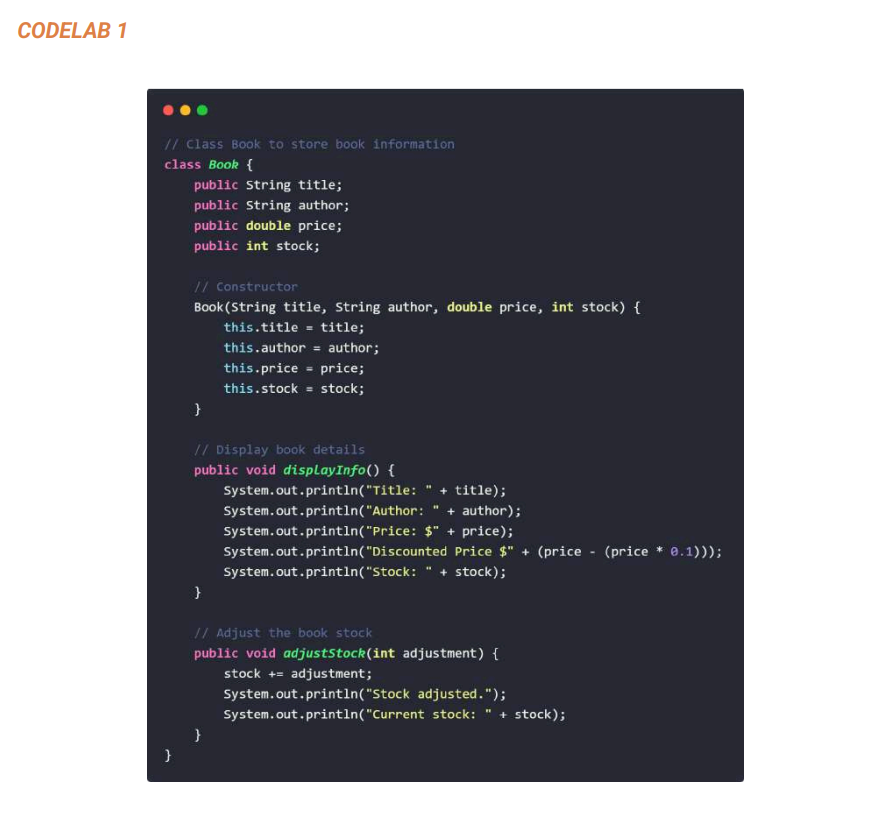 CODELAB 1
// Class Book to store book information
class Book {
    public String title;
    public String author;
    public double price;
    public int stock;
    // Constructor
    Book(String title, String author, double price, int stock) {
        this.title = title;
        this.author = author;
        this.price = price;
        this.stock = stock;
    }
    // Display book details
    public void displayInfo() {
        System.out.println("Title: " + title);
        System.out.println("Author: " + author);
        System.out.println("Price: $" + price);
        System.out.println("Discounted Price $" + (price - (price * 0.1)));
        System.out.println("Stock: " + stock);
    }
    // Adjust the book stock
    public void adjustStock(int adjustment) {
        stock += adjustment;
        System.out.println("Stock adjusted.");
        System.out.println("Current stock: " + stock);
    }
}